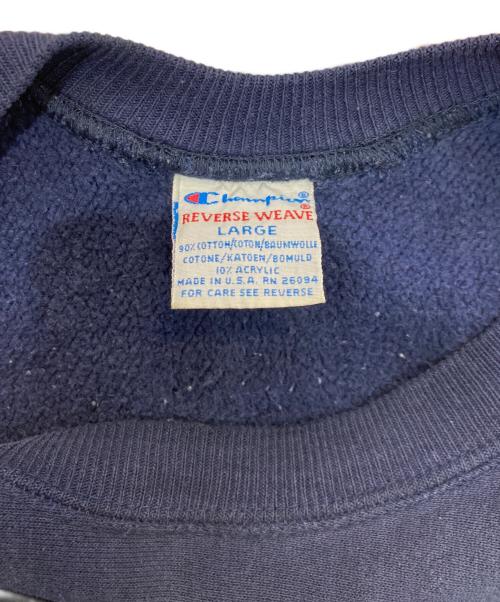 Champion®
REVERSE WEAVE®
LARGE
90% COTTON/COTON/BAUMWOLLE
COTONE/KATOEN/BOMULD
10% ACRYLIC
MADE IN U.S.A. RN 26094
FOR CARE SEE REVERSE